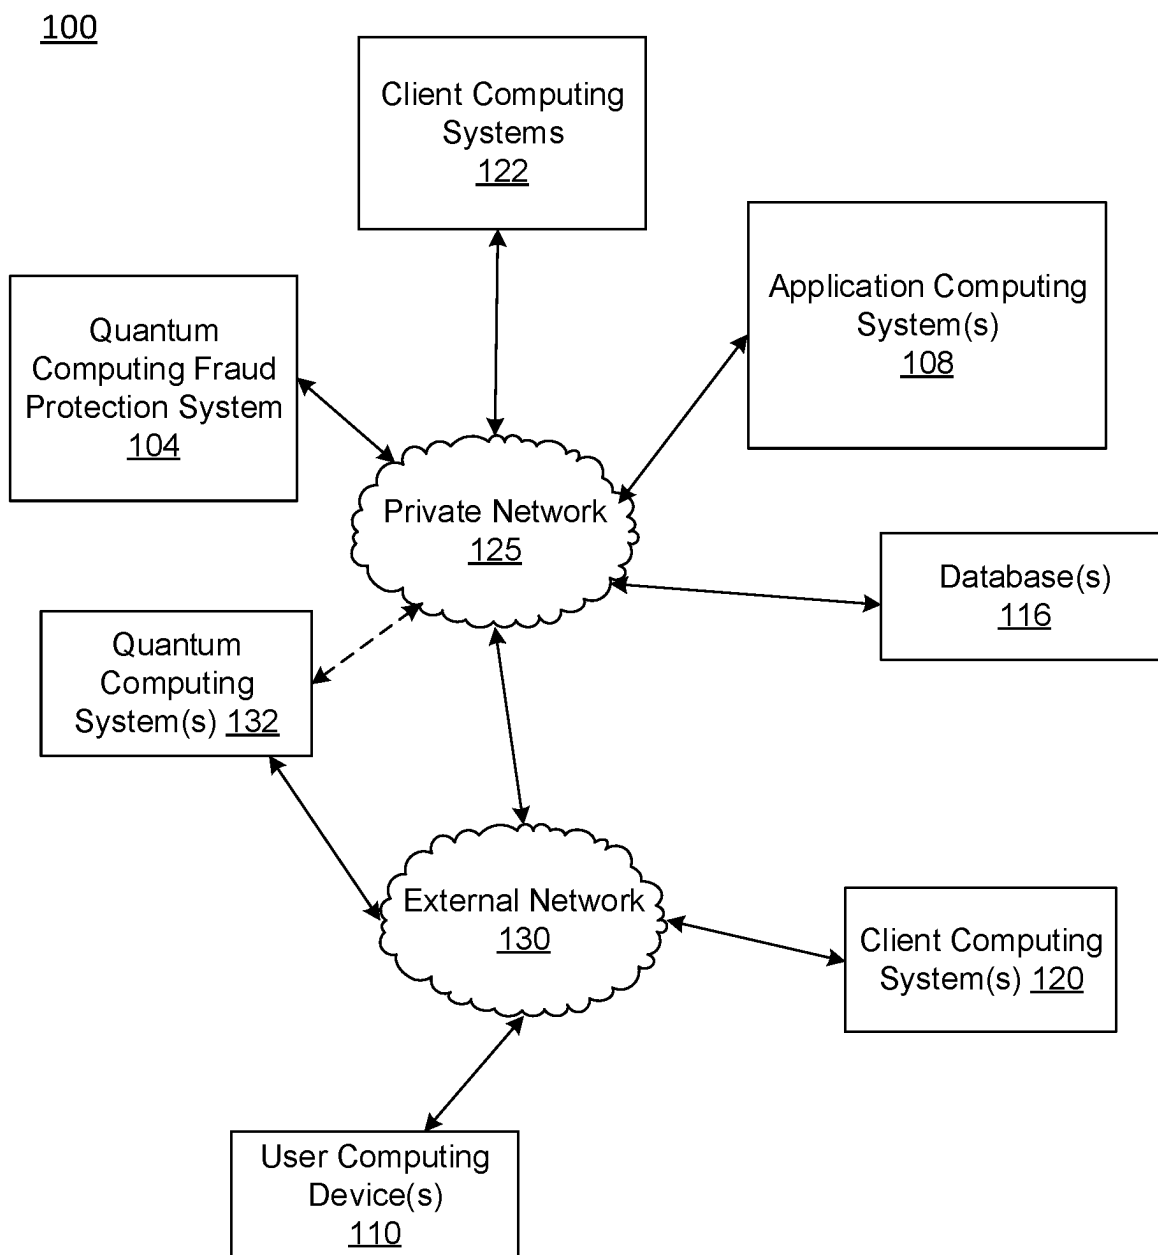 100
Client Computing
Systems
122
Application Computing
System(s)
108
Quantum
Computing Fraud
Protection System
104
Private Network
125
Database(s)
116
Quantum
Computing
System(s) 132
External Network
130
Client Computing
System(s) 120
User Computing
Device(s)
110